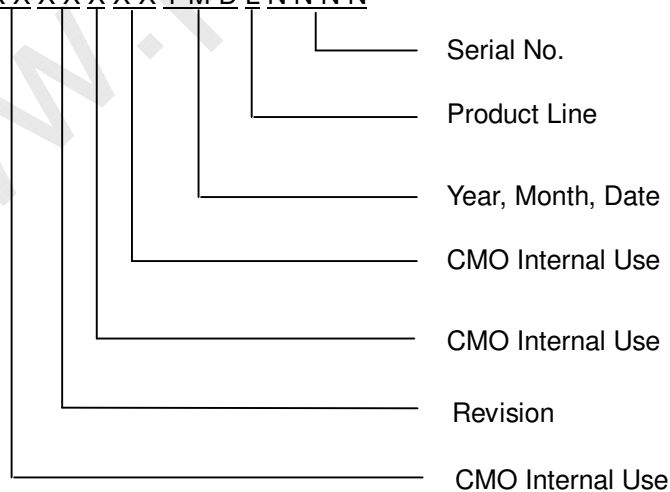 X X X X X X X Y M D L N N N N
Serial No.
Product Line
Year, Month, Date
CMO Internal Use
CMO Internal Use
Revision
CMO Internal Use